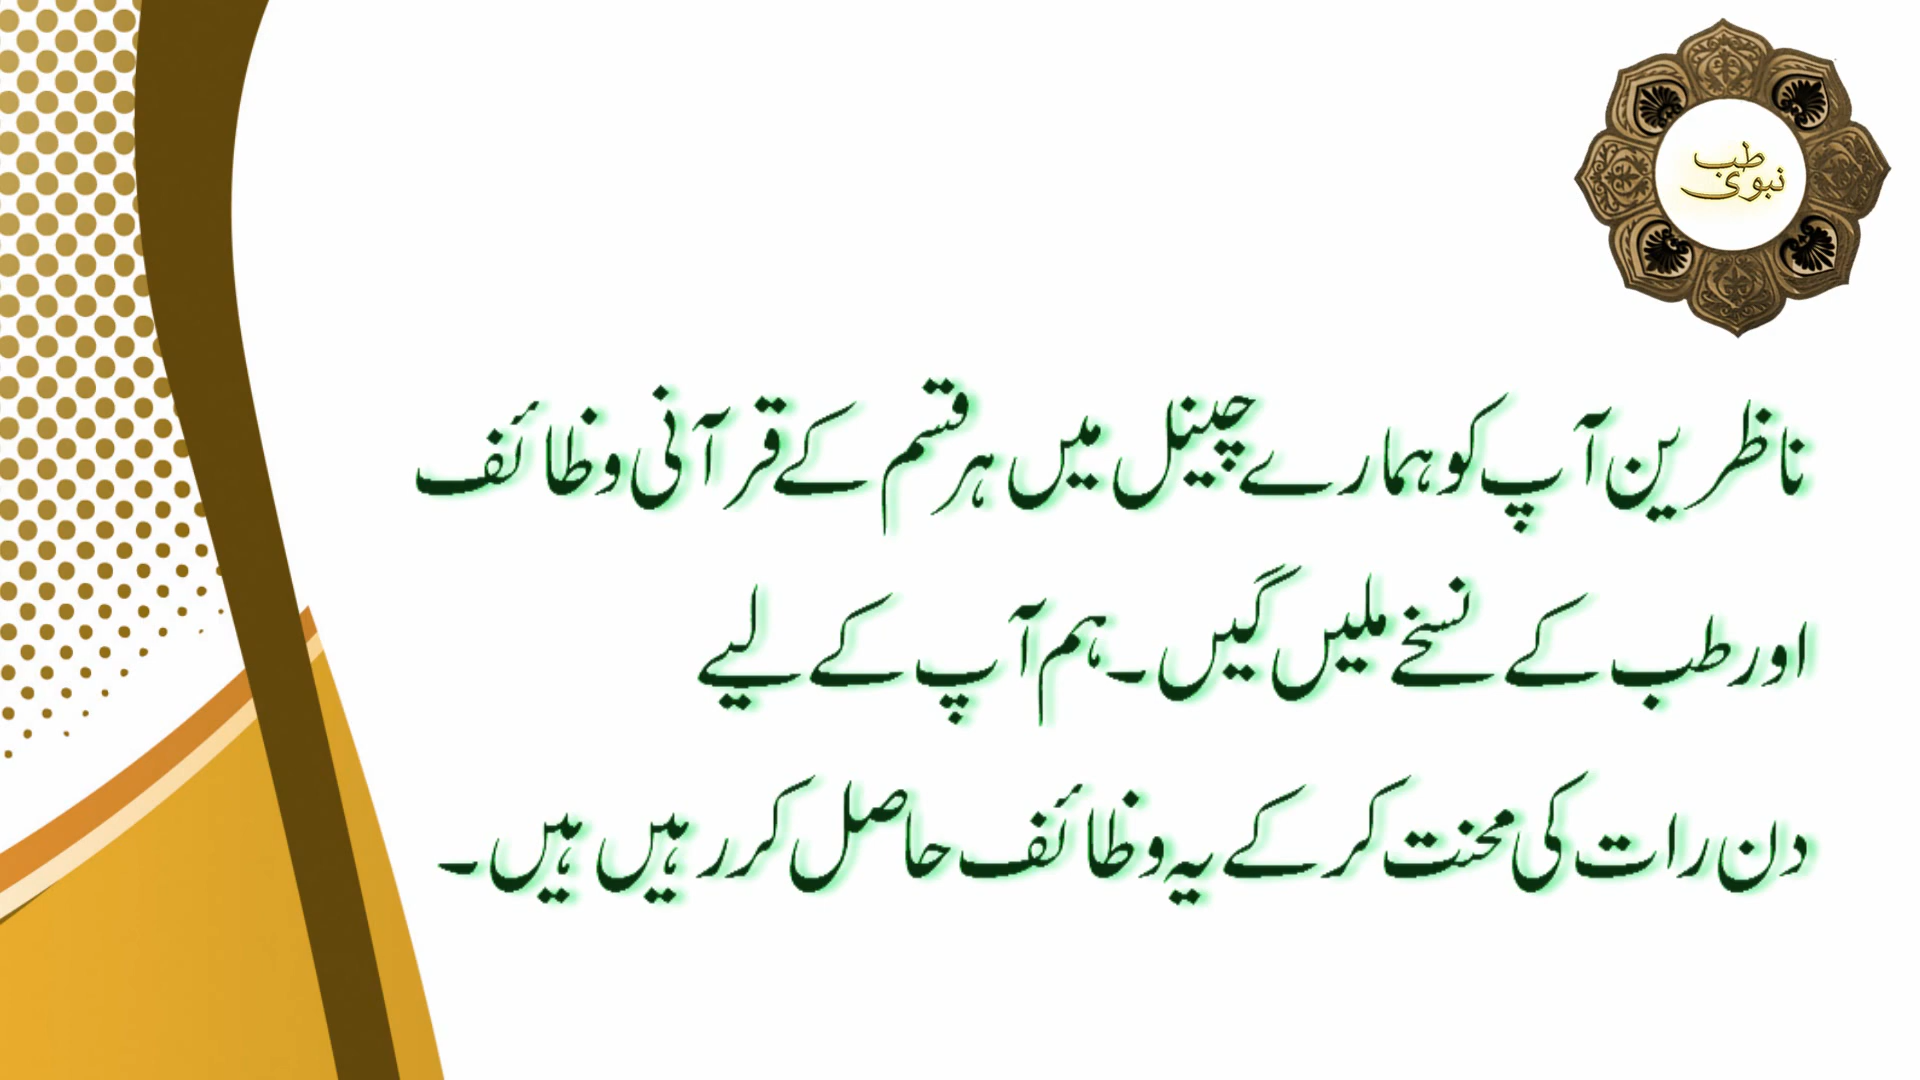 طب
نبوی
ناظرین آپ کو ہمارے چینل میں ہر قسم کے قرآنی وظائف
اور طب کے نسخے ملیں گیں۔ ہم آپ کے لیے
دن رات کی محنت کر کے یہ وظائف حاصل کر رہیں ہیں۔